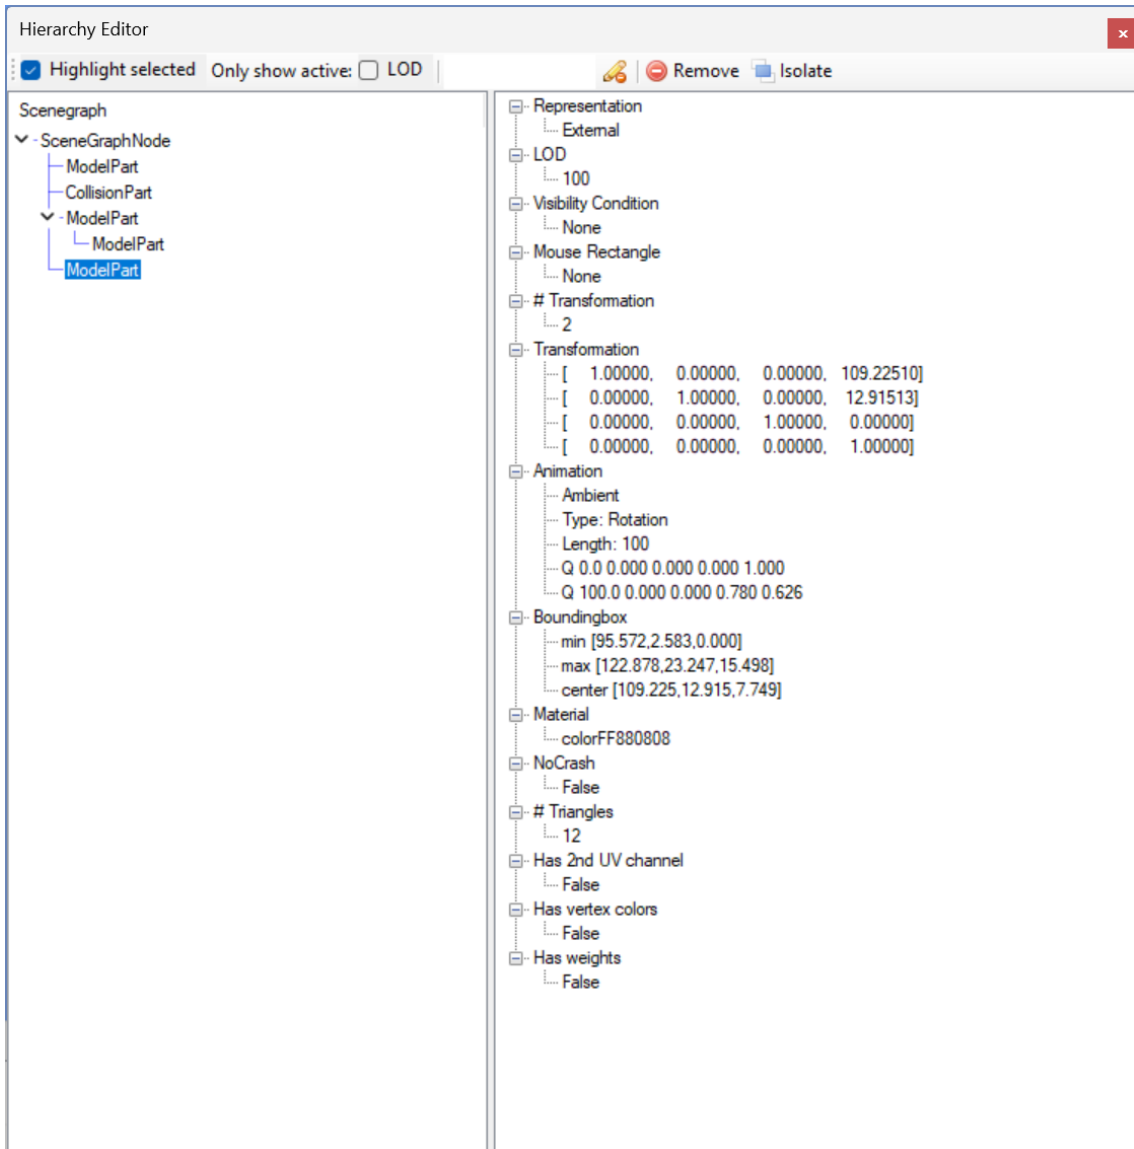 Hierarchy Editor
Highlight selected Only show active: LOD Remove Isolate
Scenegraph
SceneGraphNode
ModelPart
CollisionPart
ModelPart
ModelPart
ModelPart
Representation
External
LOD
100
Visibility Condition
None
Mouse Rectangle
None
# Transformation
2
Transformation
[ 1.00000, 0.00000, 0.00000, 109.22510]
[ 0.00000, 1.00000, 0.00000, 12.91513]
[ 0.00000, 0.00000, 1.00000, 0.00000]
[ 0.00000, 0.00000, 0.00000, 1.00000]
Animation
Ambient
Type: Rotation
Length: 100
Q 0.0 0.000 0.000 0.000 1.000
Q 100.0 0.000 0.000 0.780 0.626
Boundingbox
min [95.572,2.583,0.000]
max [122.878,23.247,15.498]
center [109.225,12.915,7.749]
Material
colorFF880808
NoCrash
False
# Triangles
12
Has 2nd UV channel
False
Has vertex colors
False
Has weights
False